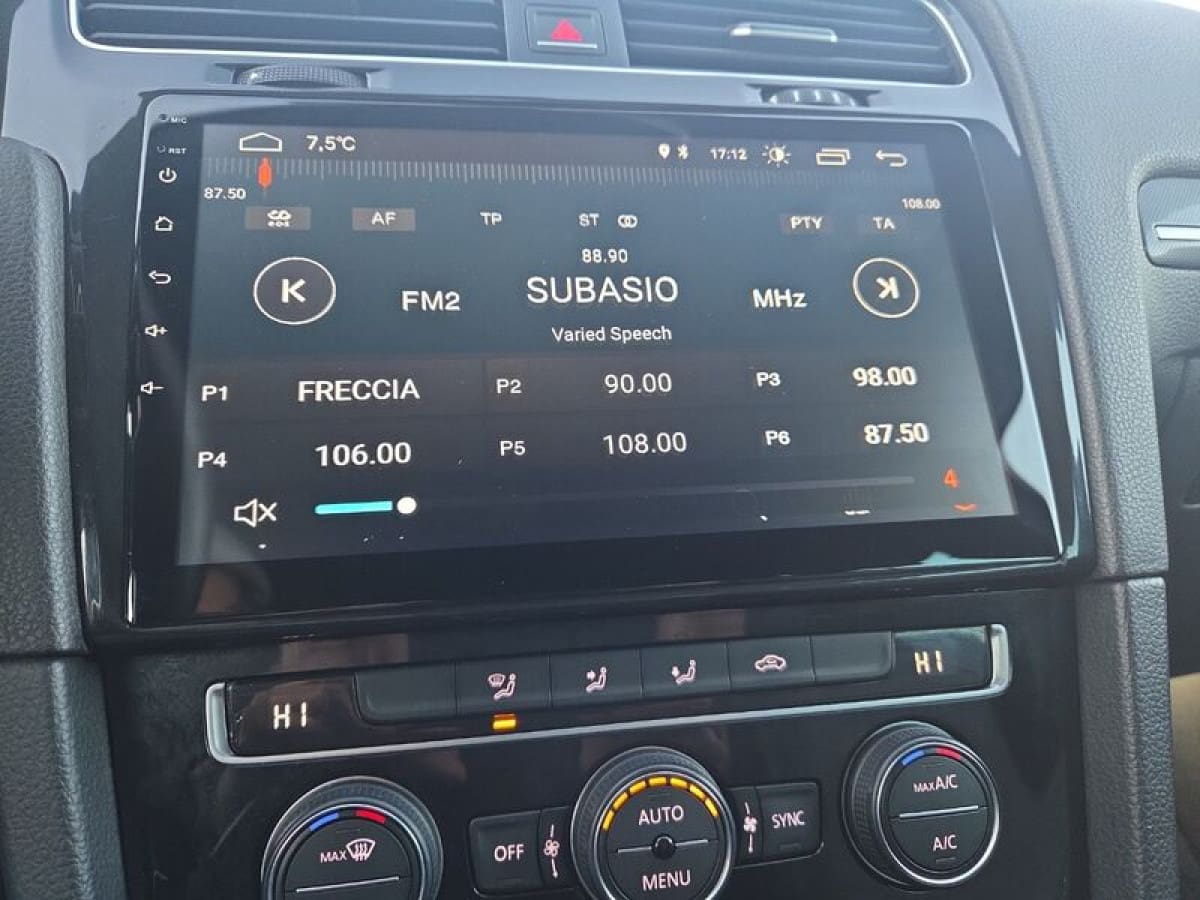 MIC
7,5°C
17:12
RST
87.50
108.00
AF TP ST PTY TA
88.90
FM2 SUBASIO MHz
Varied Speech
P1 FRECCIA P2 90.00 P3 98.00
P4 106.00 P5 108.00 P6 87.50
4
HI HI
MAX
OFF
AUTO
MENU
SYNC
MAX A/C
A/C